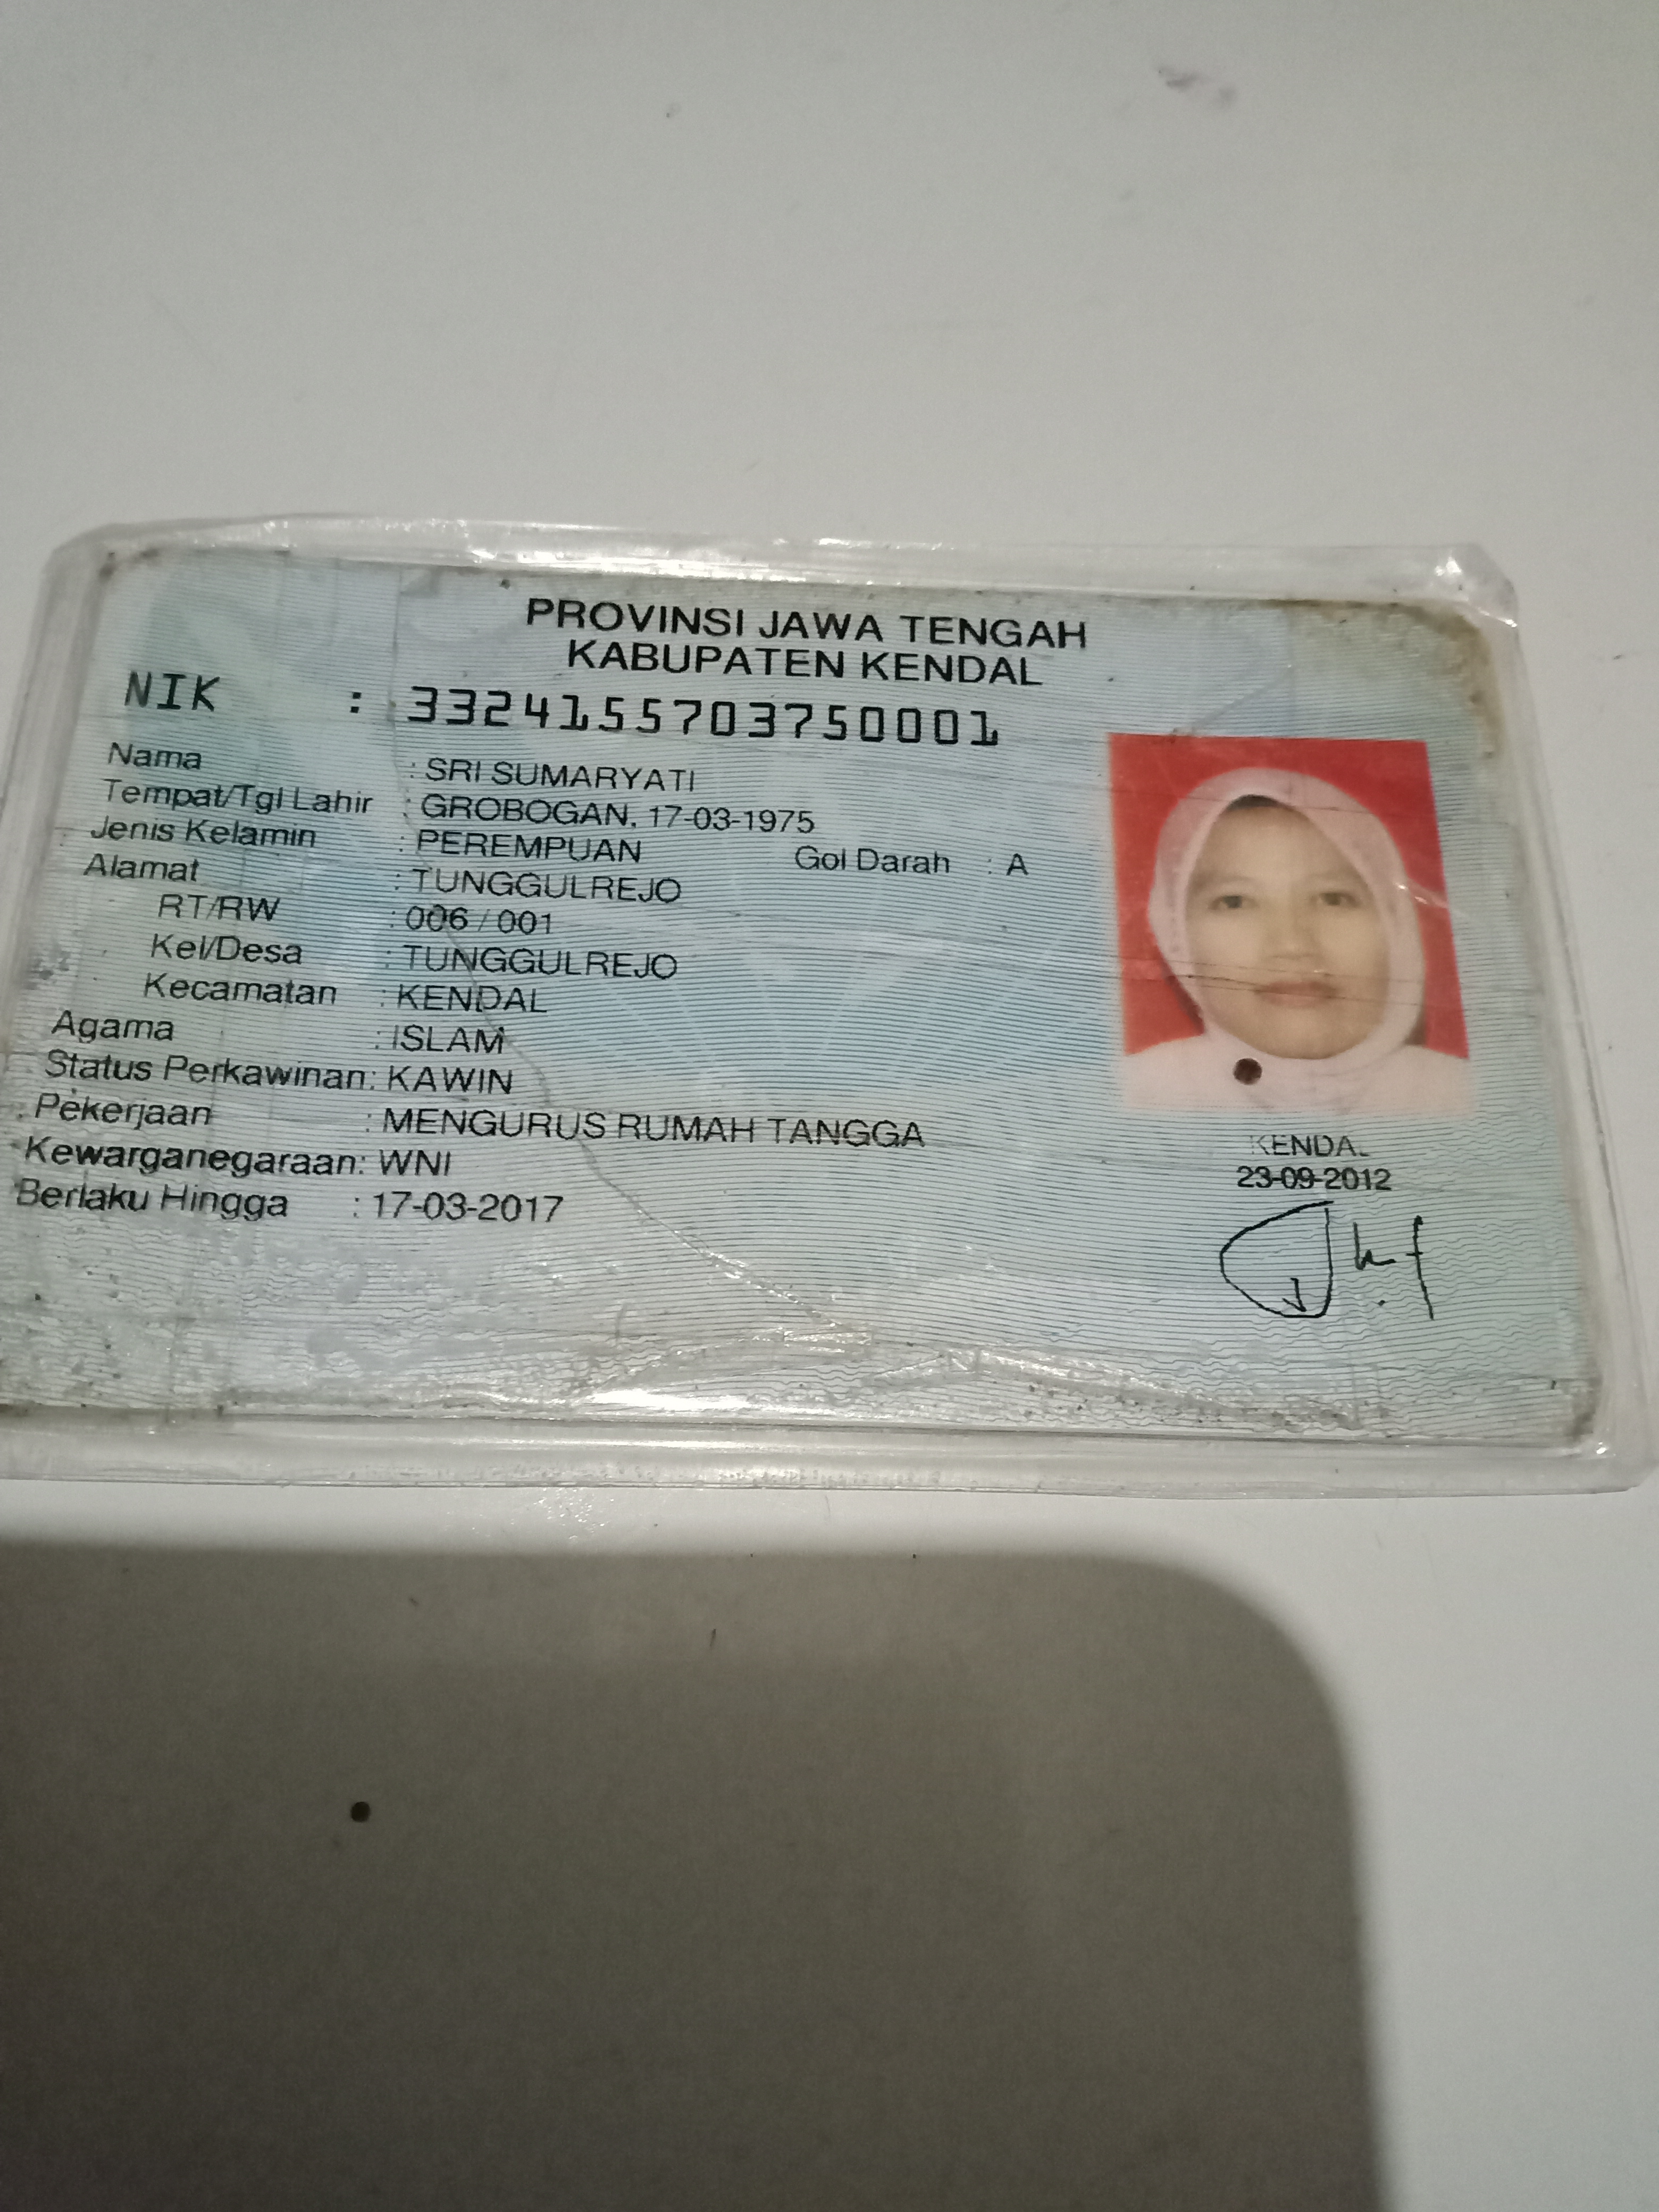 PROVINSI JAWA TENGAH
KABUPATEN KENDAL
NIK : 3324155703750001
Nama : SRI SUMARYATI
Tempat/Tgl Lahir : GROBOGAN, 17-03-1975
Jenis Kelamin : PEREMPUAN Gol Darah : A
Alamat : TUNGGULREJO
RT/RW : 006 / 001
Kel/Desa : TUNGGULREJO
Kecamatan : KENDAL
Agama : ISLAM
Status Perkawinan: KAWIN
Pekerjaan : MENGURUS RUMAH TANGGA
Kewarganegaraan: WNI
Berlaku Hingga : 17-03-2017
KENDAL
23-09-2012